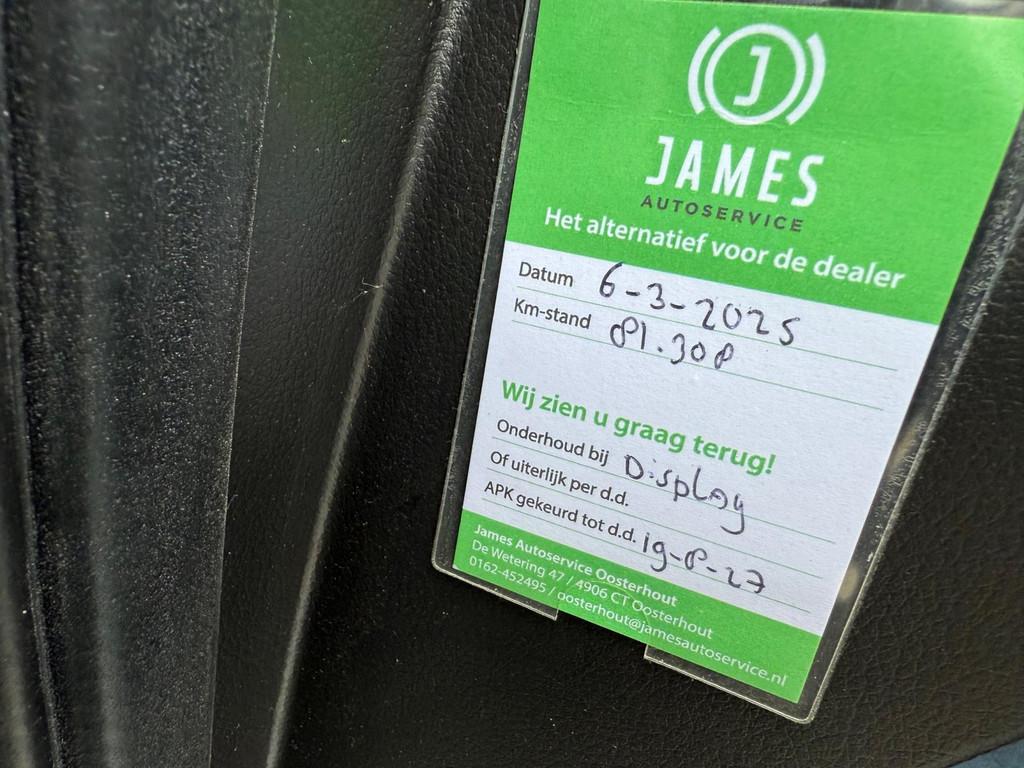 J
JAMES
AUTOSERVICE
Het alternatief voor de dealer
Datum 6-3-2025
Km-stand 81.308
Wij zien u graag terug!
Onderhoud bij Display
Of uiterlijk per d.d.
APK gekeurd tot d.d. 19-8-27
James Autoservice Oosterhout
De Wetering 47 / 4906 CT Oosterhout
0162-452495 / oosterhout@jamesautoservice.nl